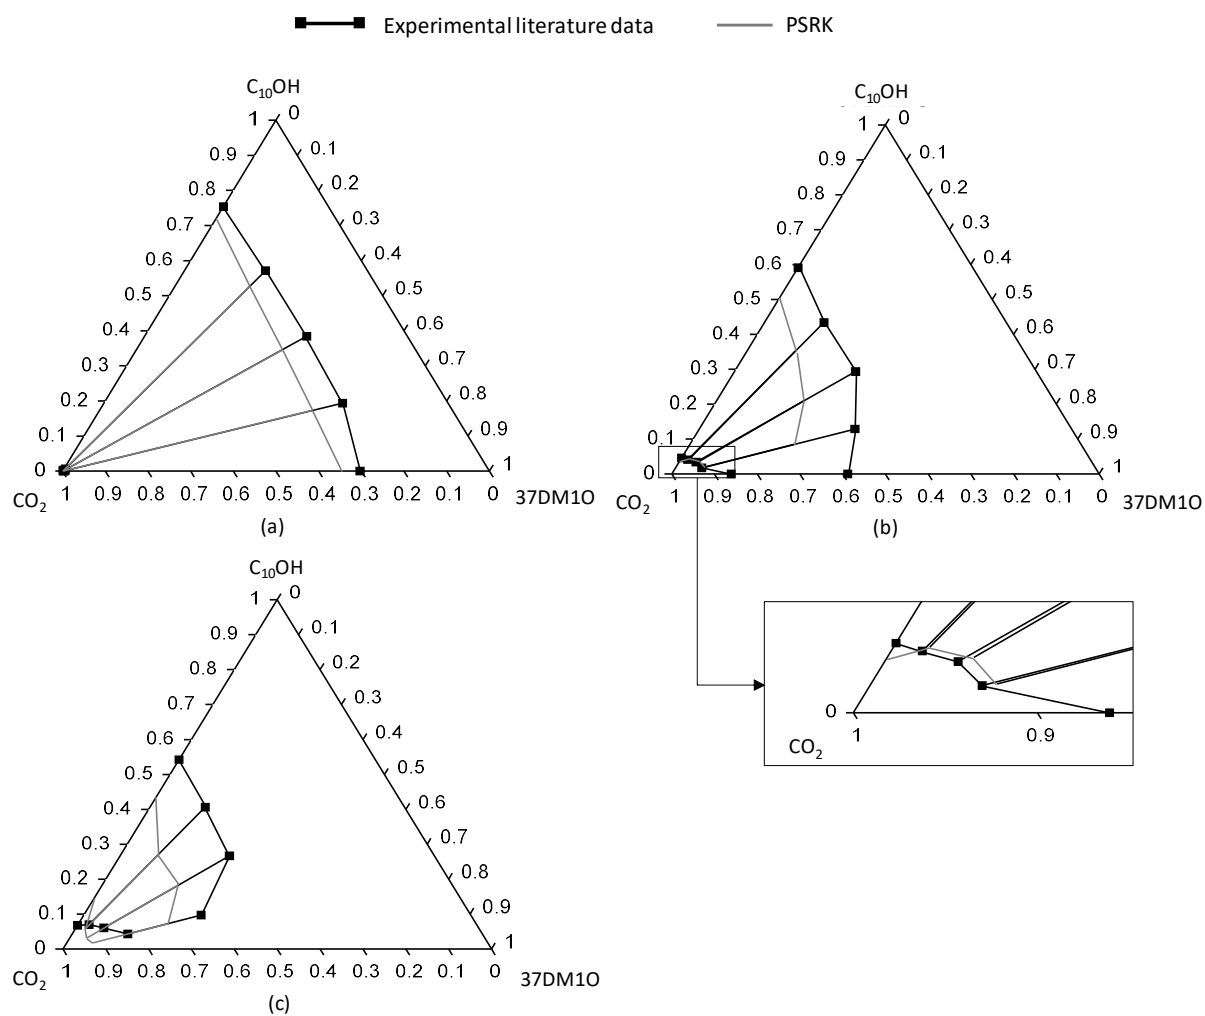 Experimental literature data PSRK
C₁₀OH
1 0
0.9 0.1
0.8 0.2
0.7 0.3
0.6 0.4
0.5 0.5
0.4 0.6
0.3 0.7
0.2 0.8
0.1 0.9
0 1
1 0.9 0.8 0.7 0.6 0.5 0.4 0.3 0.2 0.1 0
CO₂ 37DM1O
(a)
C₁₀OH
1 0
0.9 0.1
0.8 0.2
0.7 0.3
0.6 0.4
0.5 0.5
0.4 0.6
0.3 0.7
0.2 0.8
0.1 0.9
0 1
1 0.9 0.8 0.7 0.6 0.5 0.4 0.3 0.2 0.1 0
CO₂ 37DM1O
(b)
0
1 0.9
CO₂
C₁₀OH
1 0
0.9 0.1
0.8 0.2
0.7 0.3
0.6 0.4
0.5 0.5
0.4 0.6
0.3 0.7
0.2 0.8
0.1 0.9
0 1
1 0.9 0.8 0.7 0.6 0.5 0.4 0.3 0.2 0.1 0
CO₂ 37DM1O
(c)